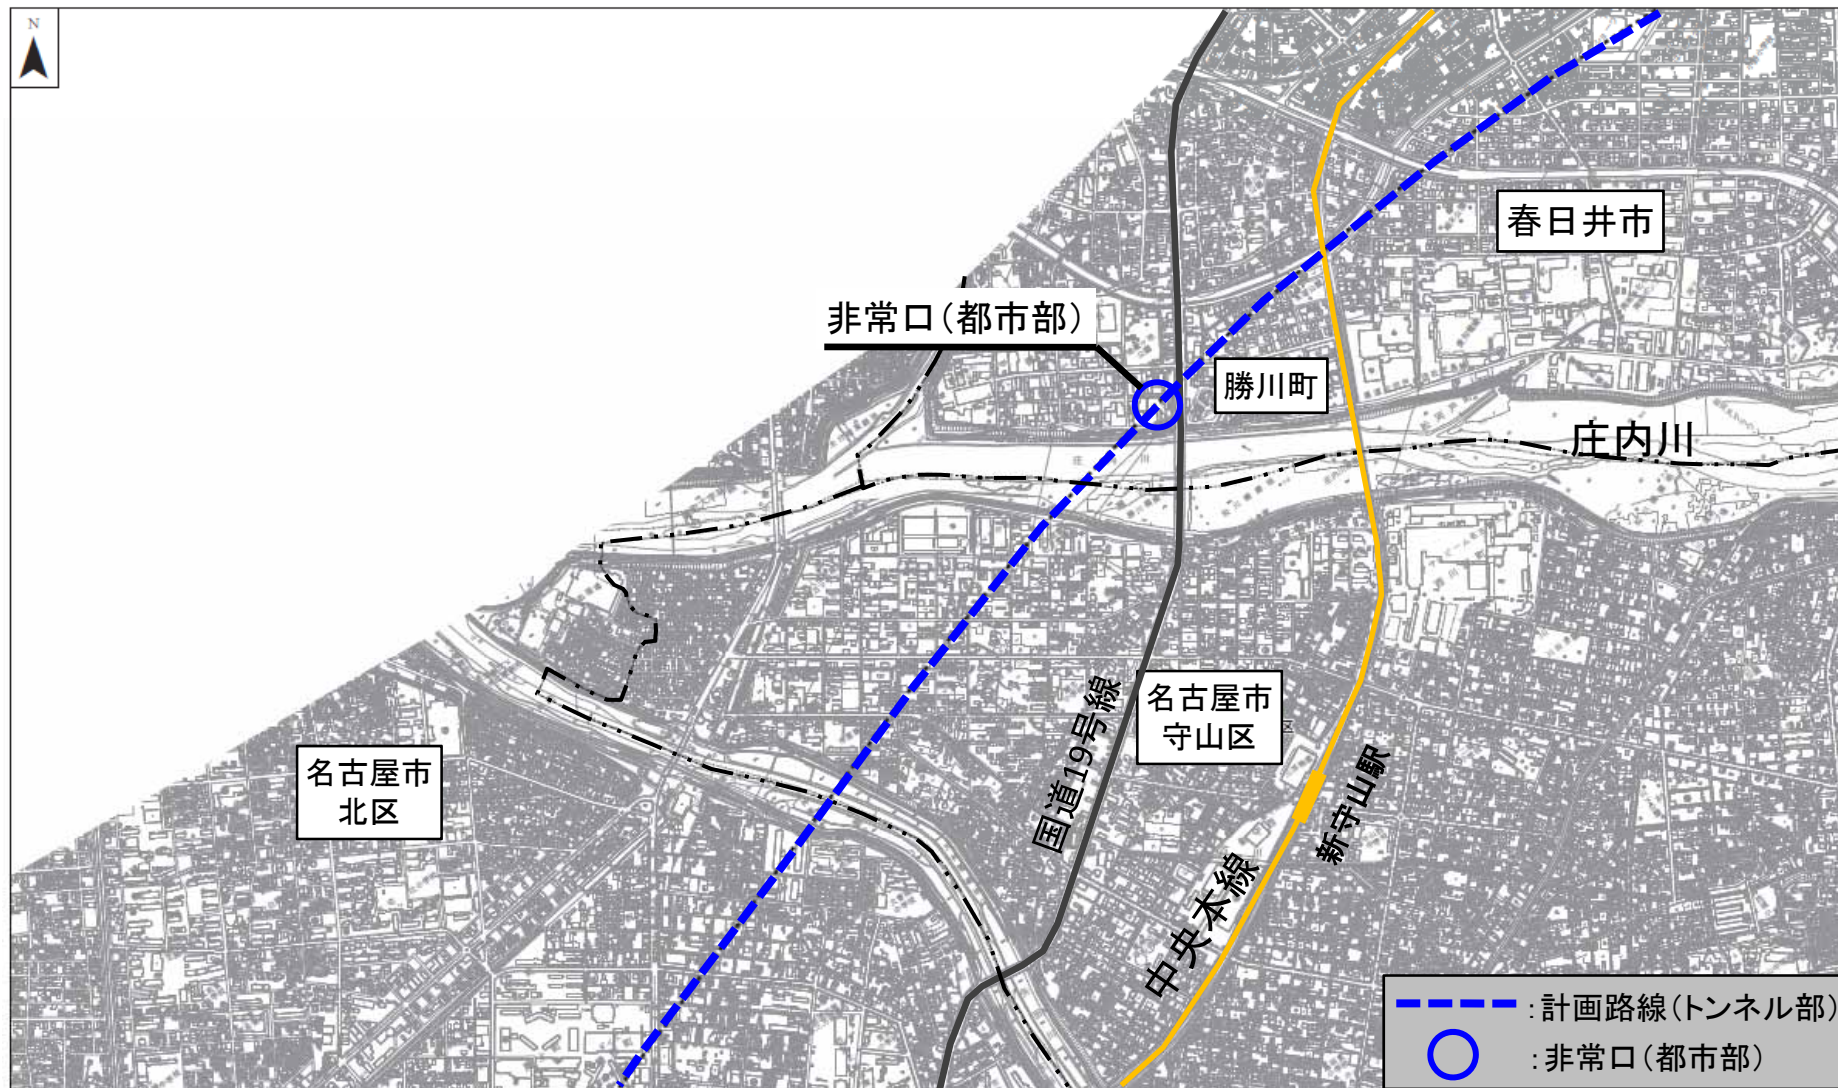 N
春日井市
非常口（都市部）
勝川町
庄内川
国道19号線
名古屋市
守山区
名古屋市
北区
新守山駅
中央本線
：計画路線（トンネル部）
：非常口（都市部）